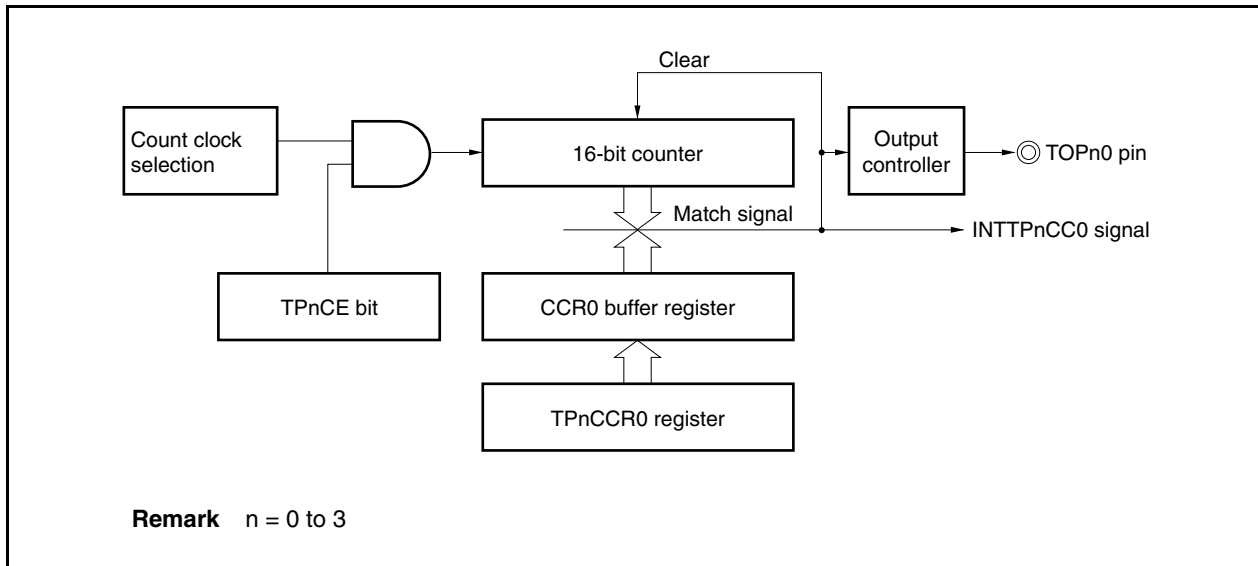 Clear
Count clock
selection
16-bit counter
Output
controller
TOPn0 pin
Match signal
INTTPnCC0 signal
TPnCE bit
CCR0 buffer register
TPnCCR0 register
Remark n = 0 to 3